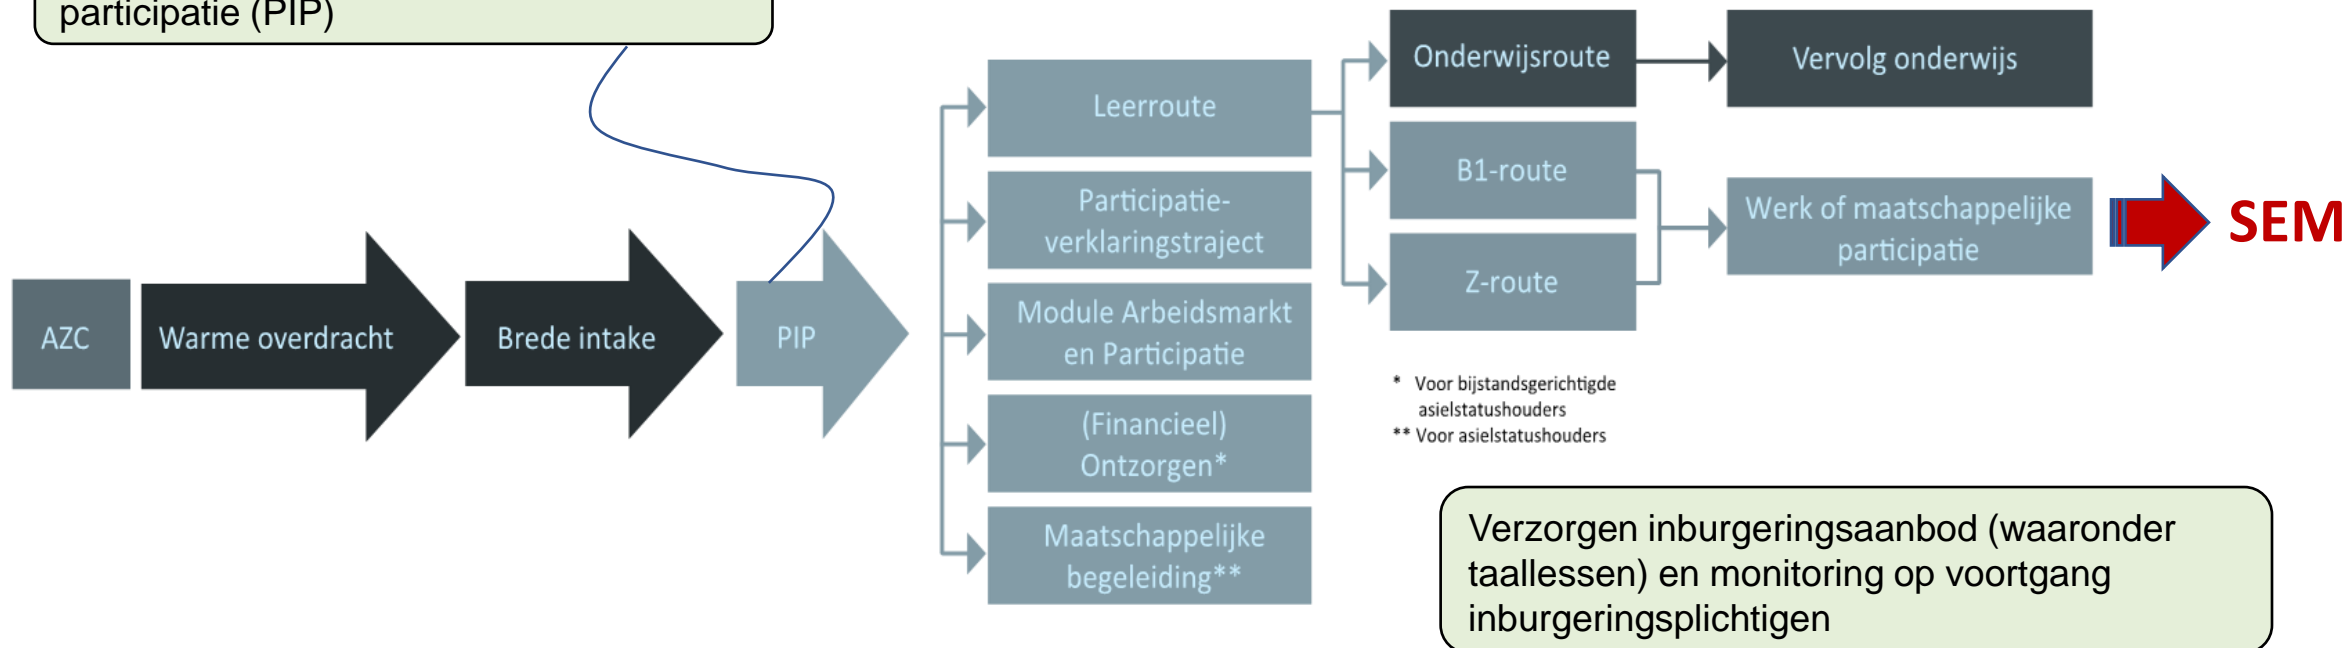 participatie (PIP)
AZC
Warme overdracht
Brede intake
PIP
Leerroute
Participatie-
verklaringstraject
Module Arbeidsmarkt
en Participatie
(Financieel)
Ontzorgen*
Maatschappelijke
begeleiding**
Onderwijsroute
B1-route
Z-route
Vervolg onderwijs
Werk of maatschappelijke
participatie
SEM
* Voor bijstandsgerichtigde
asielstatushouders
** Voor asielstatushouders
Verzorgen inburgeringsaanbod (waaronder
taallessen) en monitoring op voortgang
inburgeringsplichtigen